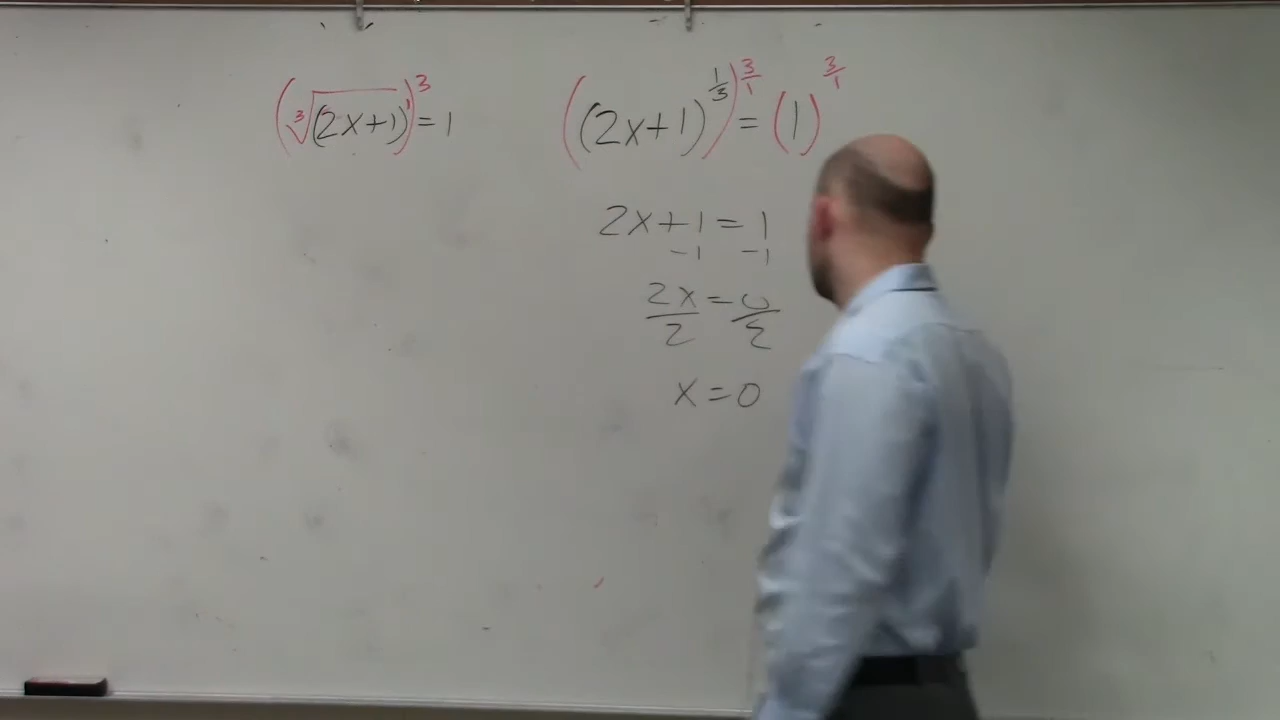 (∛(2x+1)¹)³ = 1
((2x+1)^(1/3))^(3/1) = (1)^(3/1)
2x+1 = 1
-1 -1
2x/2 = 0/2
x = 0